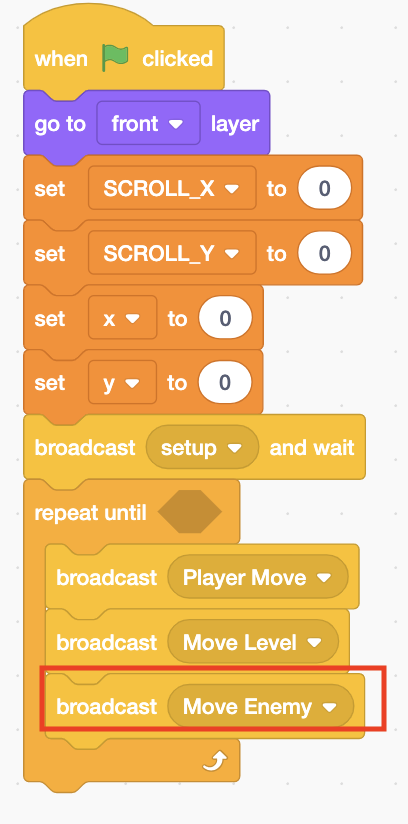 when clicked
go to front layer
set SCROLL_X to 0
set SCROLL_Y to 0
set x to 0
set y to 0
broadcast setup and wait
repeat until
broadcast Player Move
broadcast Move Level
broadcast Move Enemy